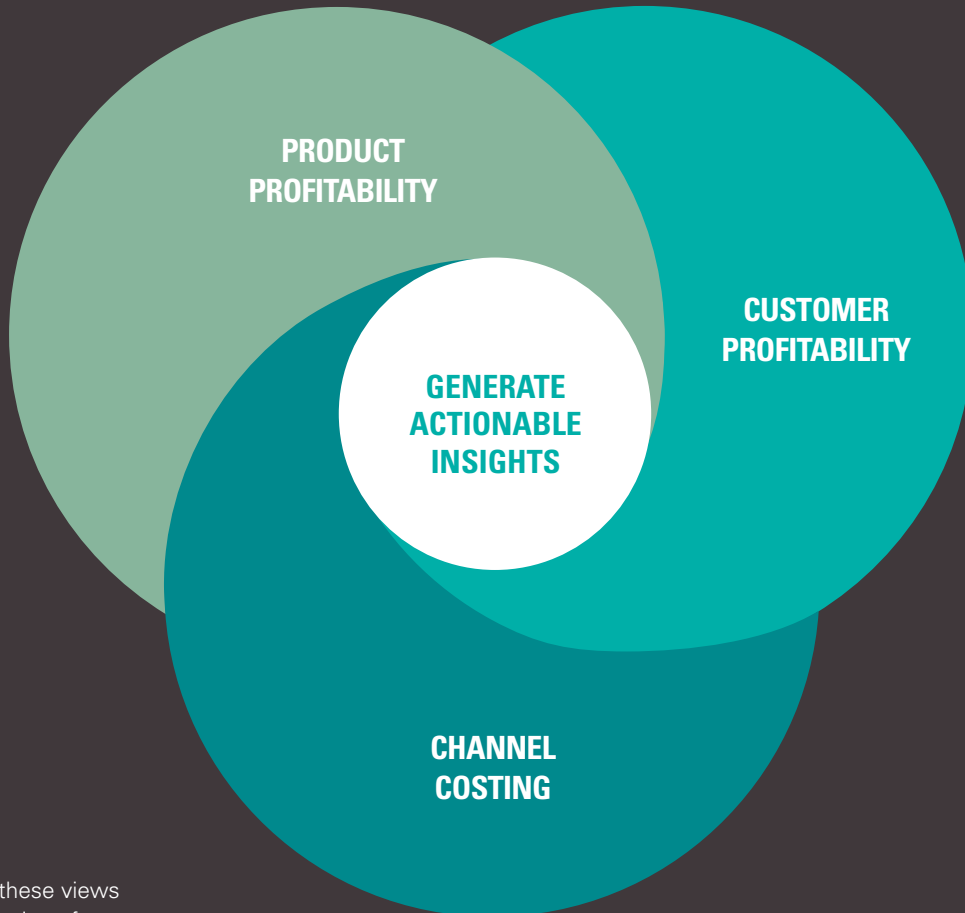 PRODUCT
PROFITABILITY
CUSTOMER
PROFITABILITY
GENERATE
ACTIONABLE
INSIGHTS
CHANNEL
COSTING
these views